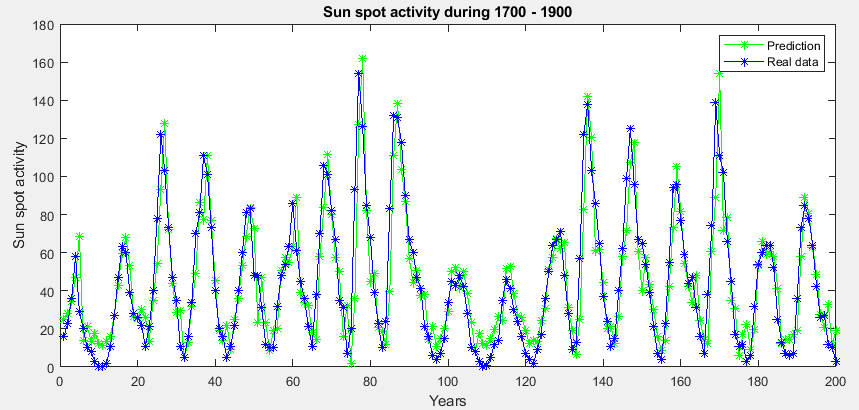 Sun spot activity during 1700 - 1900
180
160
140
120
100
80
60
40
20
0
Sun spot activity
Prediction
Real data
0 20 40 60 80 100 120 140 160 180 200
Years